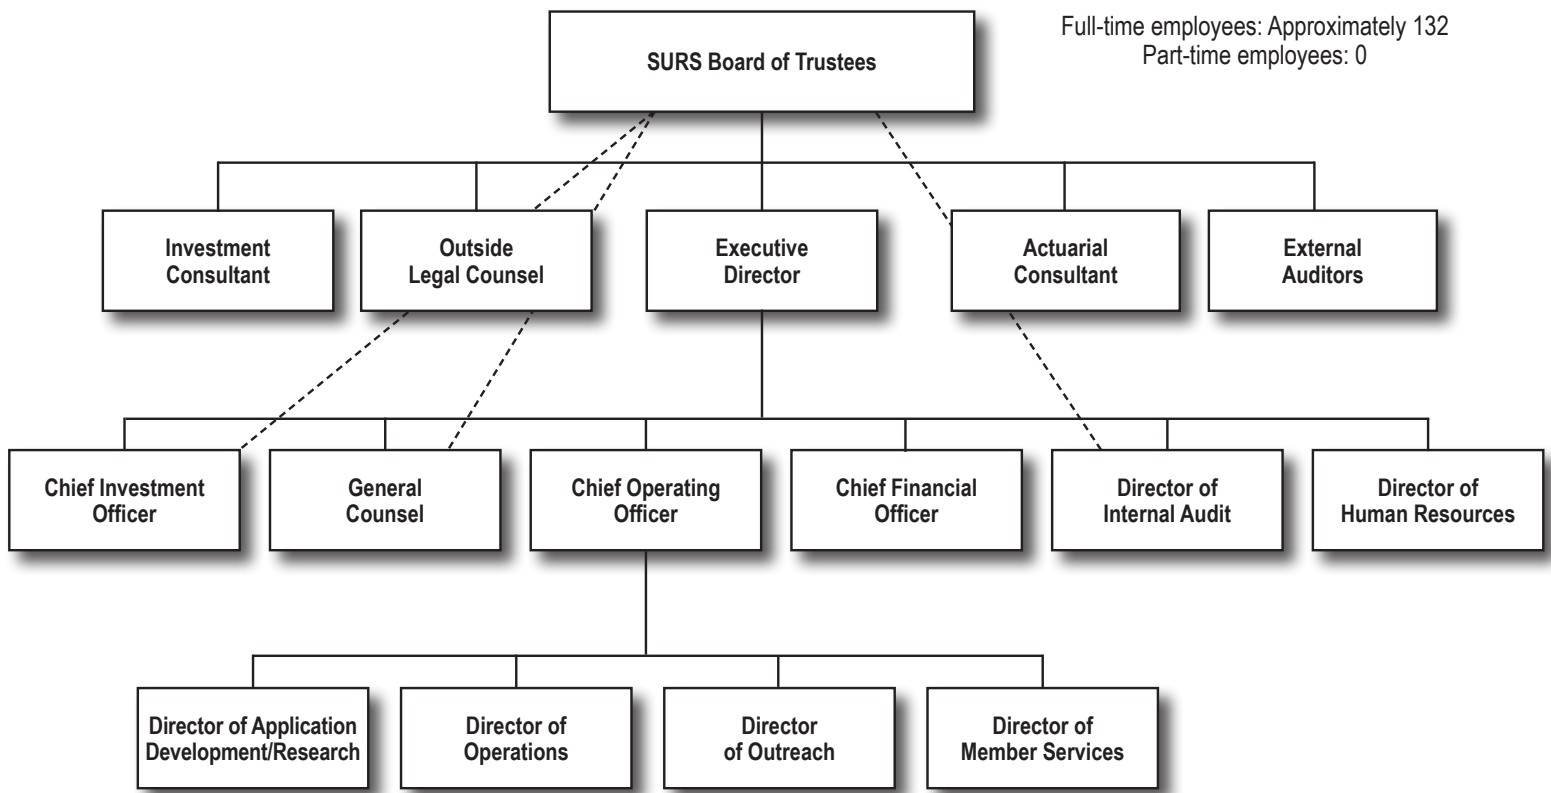 Full-time employees: Approximately 132
Part-time employees: 0
SURS Board of Trustees
Investment
Consultant
Outside
Legal Counsel
Executive
Director
Actuarial
Consultant
External
Auditors
Chief Investment
Officer
General
Counsel
Chief Operating
Officer
Chief Financial
Officer
Director of
Internal Audit
Director of
Human Resources
Director of Application
Development/Research
Director of
Operations
Director
of Outreach
Director of
Member Services